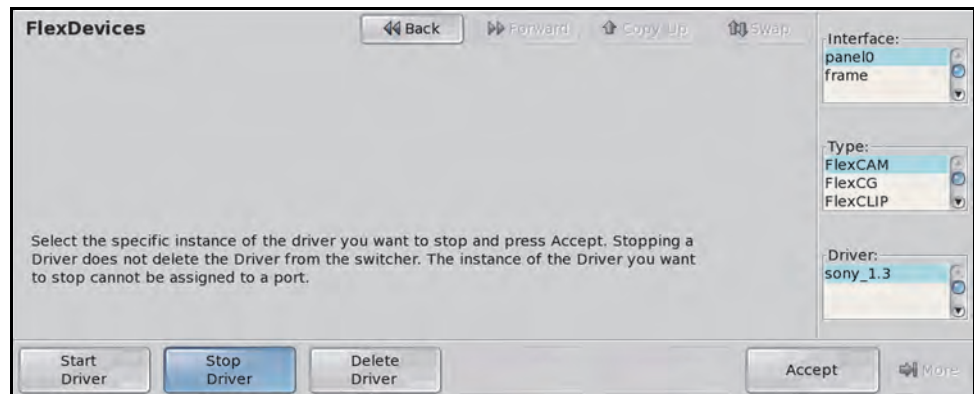 FlexDevices
Back
Forward
Copy Up
Swap
Interface:
panel0
frame
Type:
FlexCAM
FlexCG
FlexCLIP
Select the specific instance of the driver you want to stop and press Accept. Stopping a
Driver does not delete the Driver from the switcher. The instance of the Driver you want
to stop cannot be assigned to a port.
Driver:
sony_1.3
Start
Driver
Stop
Driver
Delete
Driver
Accept
More